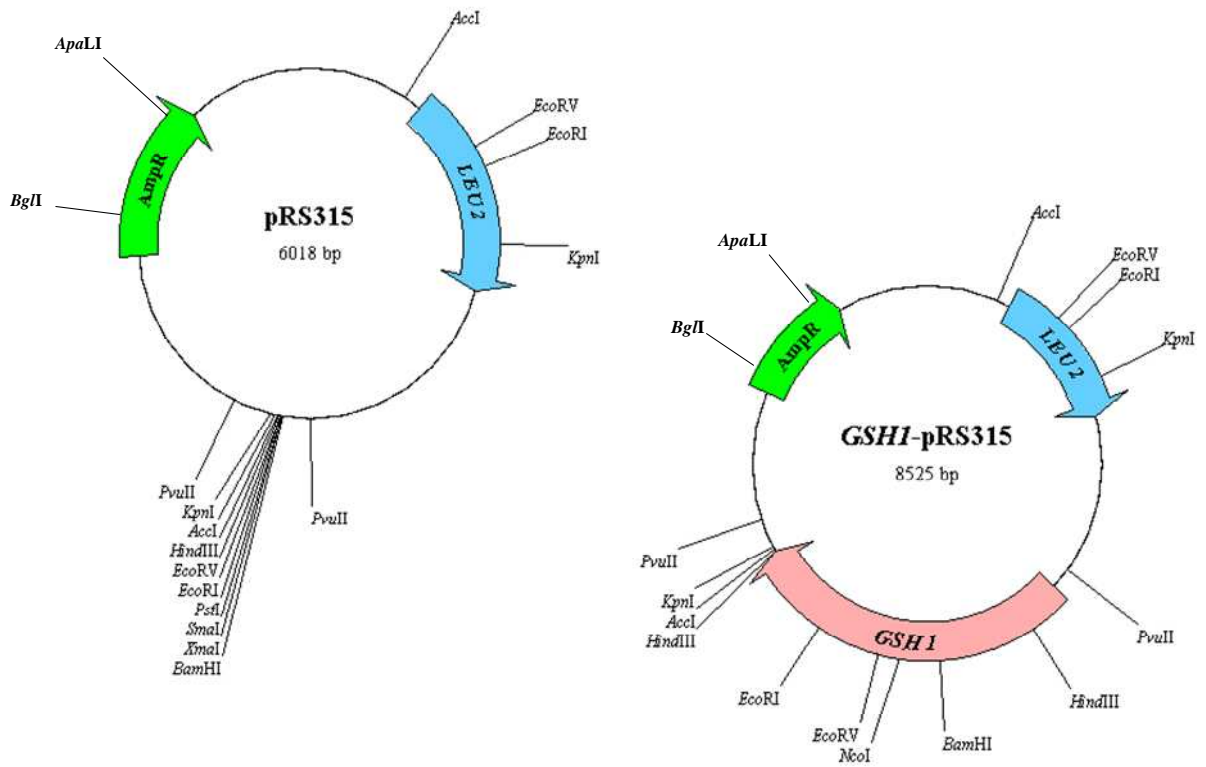 AccI
ApaLI
EcoRV
EcoRI
AmpR
LEU2
BglI
pRS315
6018 bp
KpnI
PvuII
KpnI
AccI
HindIII
EcoRV
EcoRI
PstI
SmaI
XmaI
BamHI
PvuII
AccI
ApaLI
EcoRV
EcoRI
BglI
AmpR
LEU2
KpnI
GSH1-pRS315
8525 bp
PvuII
KpnI
AccI
HindIII
GSH1
PvuII
EcoRI
HindIII
EcoRV
NcoI
BamHI